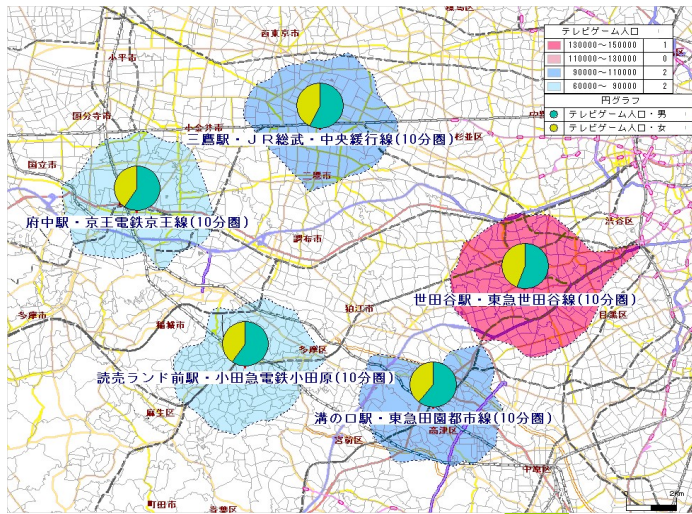 西東京市
小平市
テレビゲーム人口
130000～150000 1
110000～130000 0
90000～110000 2
60000～ 90000 2
円グラフ
テレビゲーム人口・男
テレビゲーム人口・女
国分寺市
小金井市
杉並区
三鷹駅・ＪＲ総武・中央緩行線(10分圏)
国立市
三鷹市
府中駅・京王電鉄京王線(10分圏)
渋谷区
調布市
世田谷駅・東急世田谷線(10分圏)
狛江市
多摩市
稲城市
目黒区
多摩区
読売ランド前駅・小田急電鉄小田原(10分圏)
麻生区
溝の口駅・東急田園都市線(10分圏)
高津区
宮前区
中原区
町田市
青葉区
0 2Km